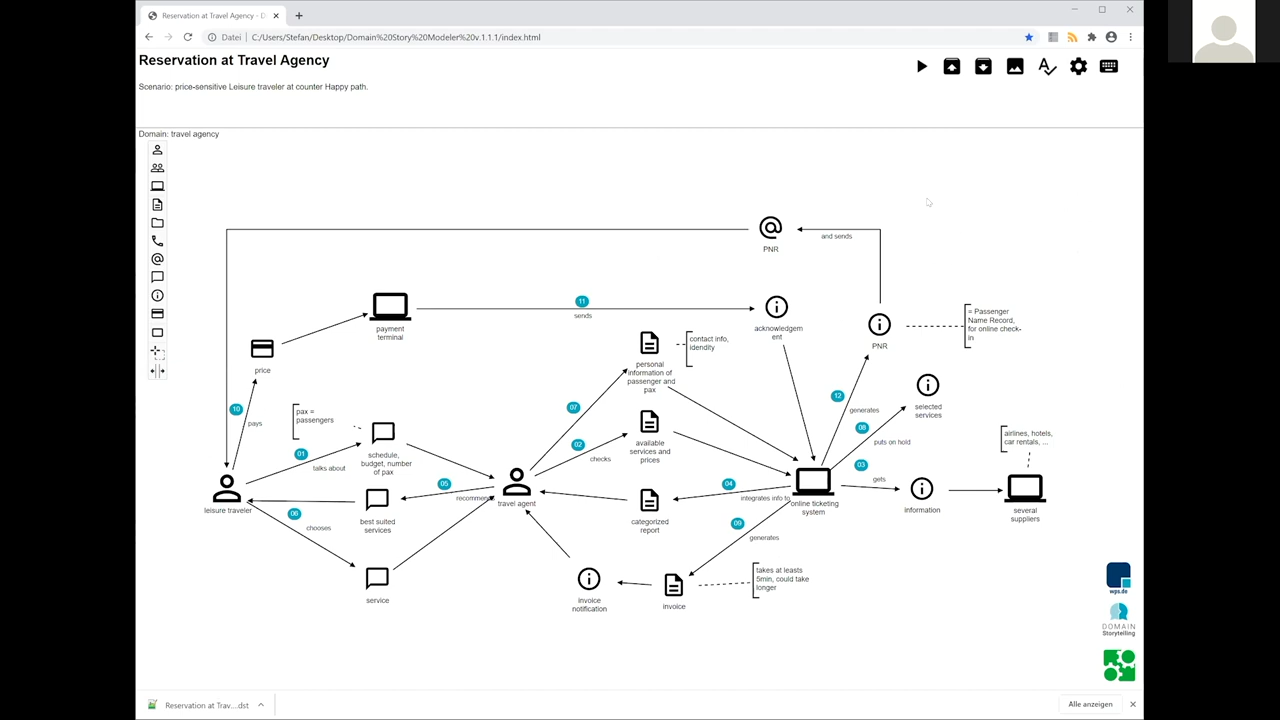 Reservation at Travel Agency - D
Datei
C:/Users/Stefan/Desktop/Domain%20Story%20Modeler%20v.1.1.1/index.html
Reservation at Travel Agency
Scenario: price-sensitive Leisure traveler at counter Happy path.
Domain: travel agency
PNR
and sends
11
sends
payment
terminal
acknowledgem
ent
PNR
= Passenger
Name Record,
for online check-
in
price
contact info,
idendity
personal
information of
passenger and
pax
10
pays
07
12
generates
selected
services
pax =
passengers
01
talks about
schedule,
budget, number
of pax
02
checks
available
services and
prices
08
puts on hold
airlines, hotels,
car rentals, ...
03
gets
leisure traveler
05
recommen
travel agent
04
integrates info to
online ticketing
system
information
several
suppliers
06
chooses
best suited
services
categorized
report
09
generates
service
invoice
notification
invoice
takes at leasts
5min, could take
longer
wps.de
DOMAIN
Storytelling
Reservation at Trav....dst
Alle anzeigen